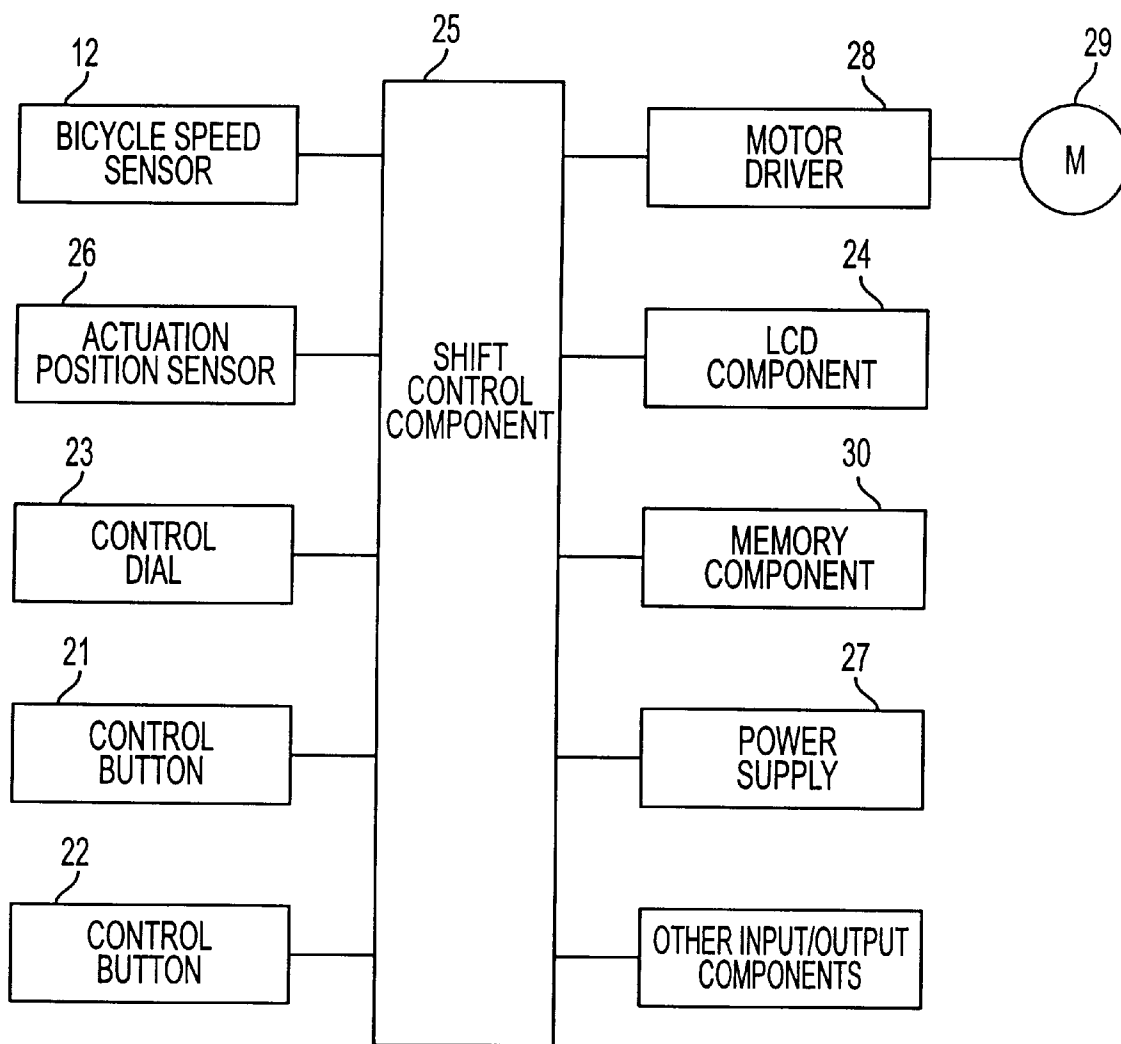 12
BICYCLE SPEED
SENSOR
26
ACTUATION
POSITION SENSOR
23
CONTROL
DIAL
21
CONTROL
BUTTON
22
CONTROL
BUTTON
25
SHIFT
CONTROL
COMPONENT
28
MOTOR
DRIVER
29
M
24
LCD
COMPONENT
30
MEMORY
COMPONENT
27
POWER
SUPPLY
OTHER INPUT/OUTPUT
COMPONENTS